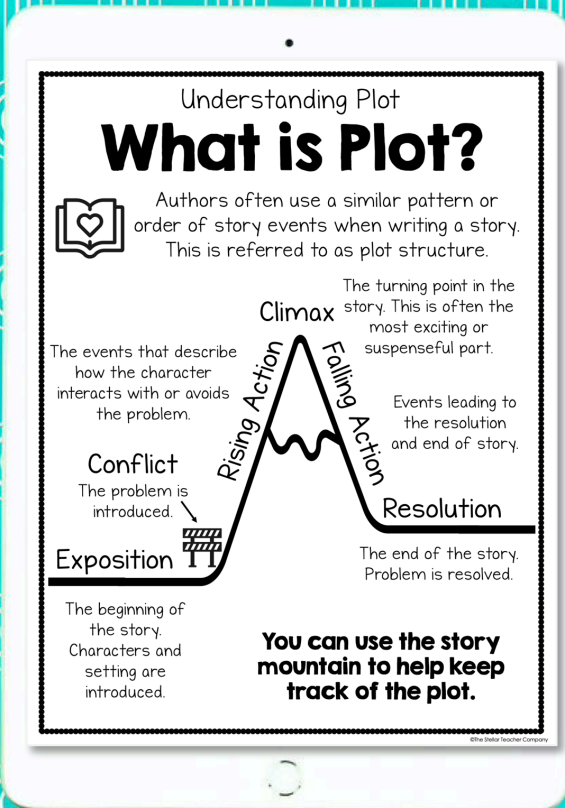 Understanding Plot
What is Plot?
Authors often use a similar pattern or
order of story events when writing a story.
This is referred to as plot structure.
The turning point in the
story. This is often the
most exciting or
suspenseful part.
Climax
The events that describe
how the character
interacts with or avoids
the problem.
Rising Action
Falling Action
Events leading to
the resolution
and end of story.
Conflict
The problem is
introduced.
Resolution
The end of the story.
Problem is resolved.
Exposition
The beginning of
the story.
Characters and
setting are
introduced.
You can use the story
mountain to help keep
track of the plot.
©The Stellar Teacher Company